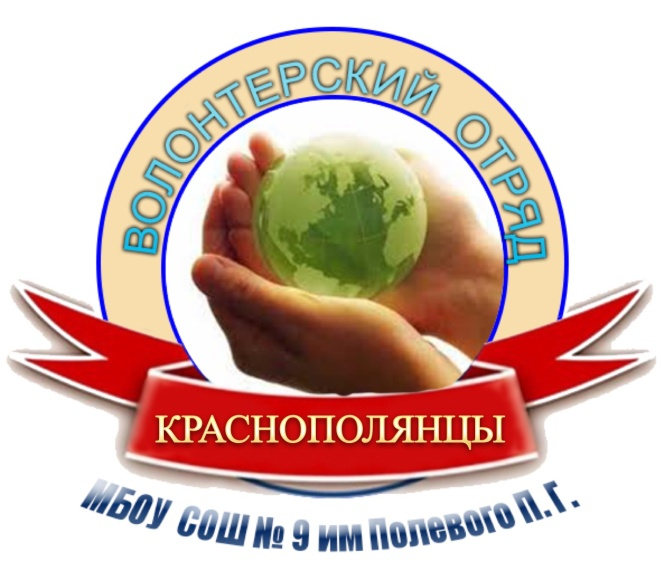 ВОЛОНТЕРСКИЙ ОТРЯД
КРАСНОПОЛЯНЦЫ
МБОУ СОШ № 9 им Полевого П.Г.